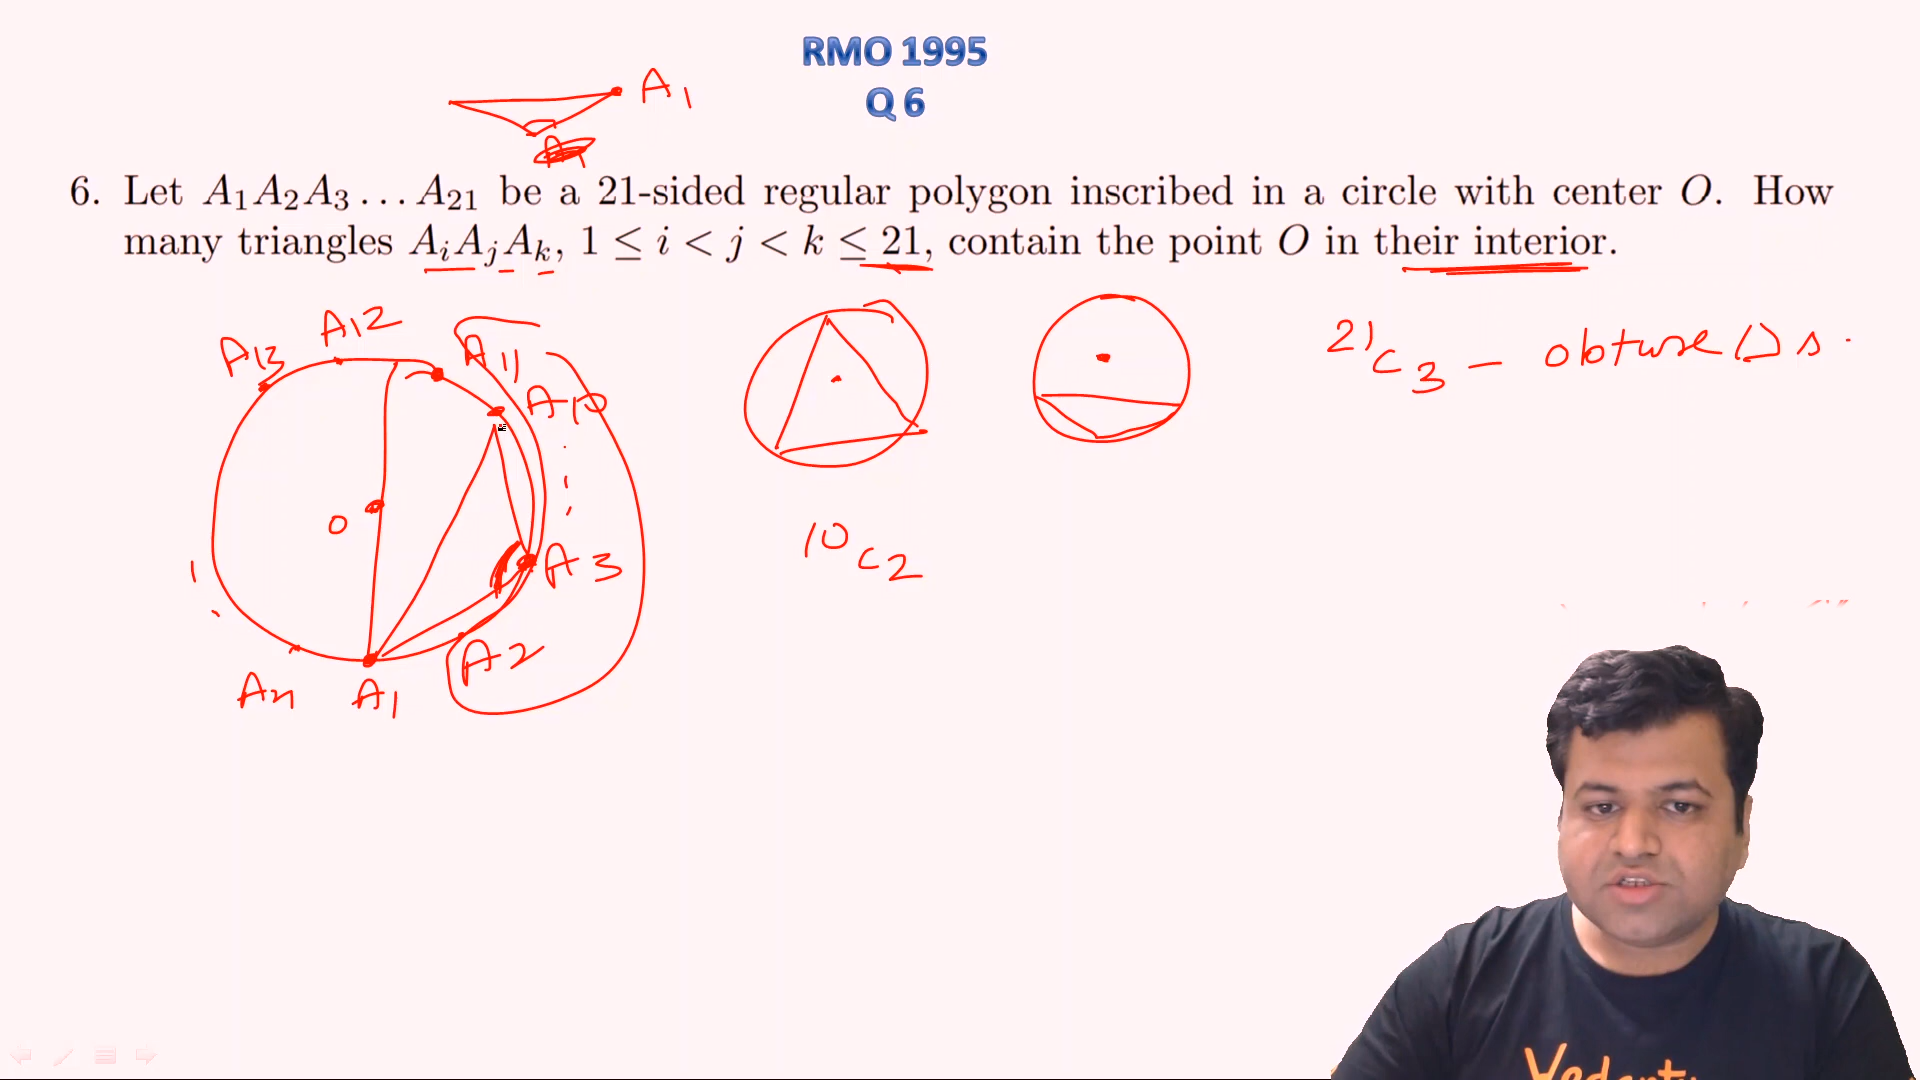 RMO 1995
Q 6
A1
6. Let A₁A₂A₃ … A₂₁ be a 21-sided regular polygon inscribed in a circle with center O. How
many triangles AᵢAⱼAₖ, 1 ≤ i < j < k ≤ 21, contain the point O in their interior.
A13 A12 A11
A10
²¹C₃ – obtuse Δs.
O
A3
¹⁰C₂
A2
A1